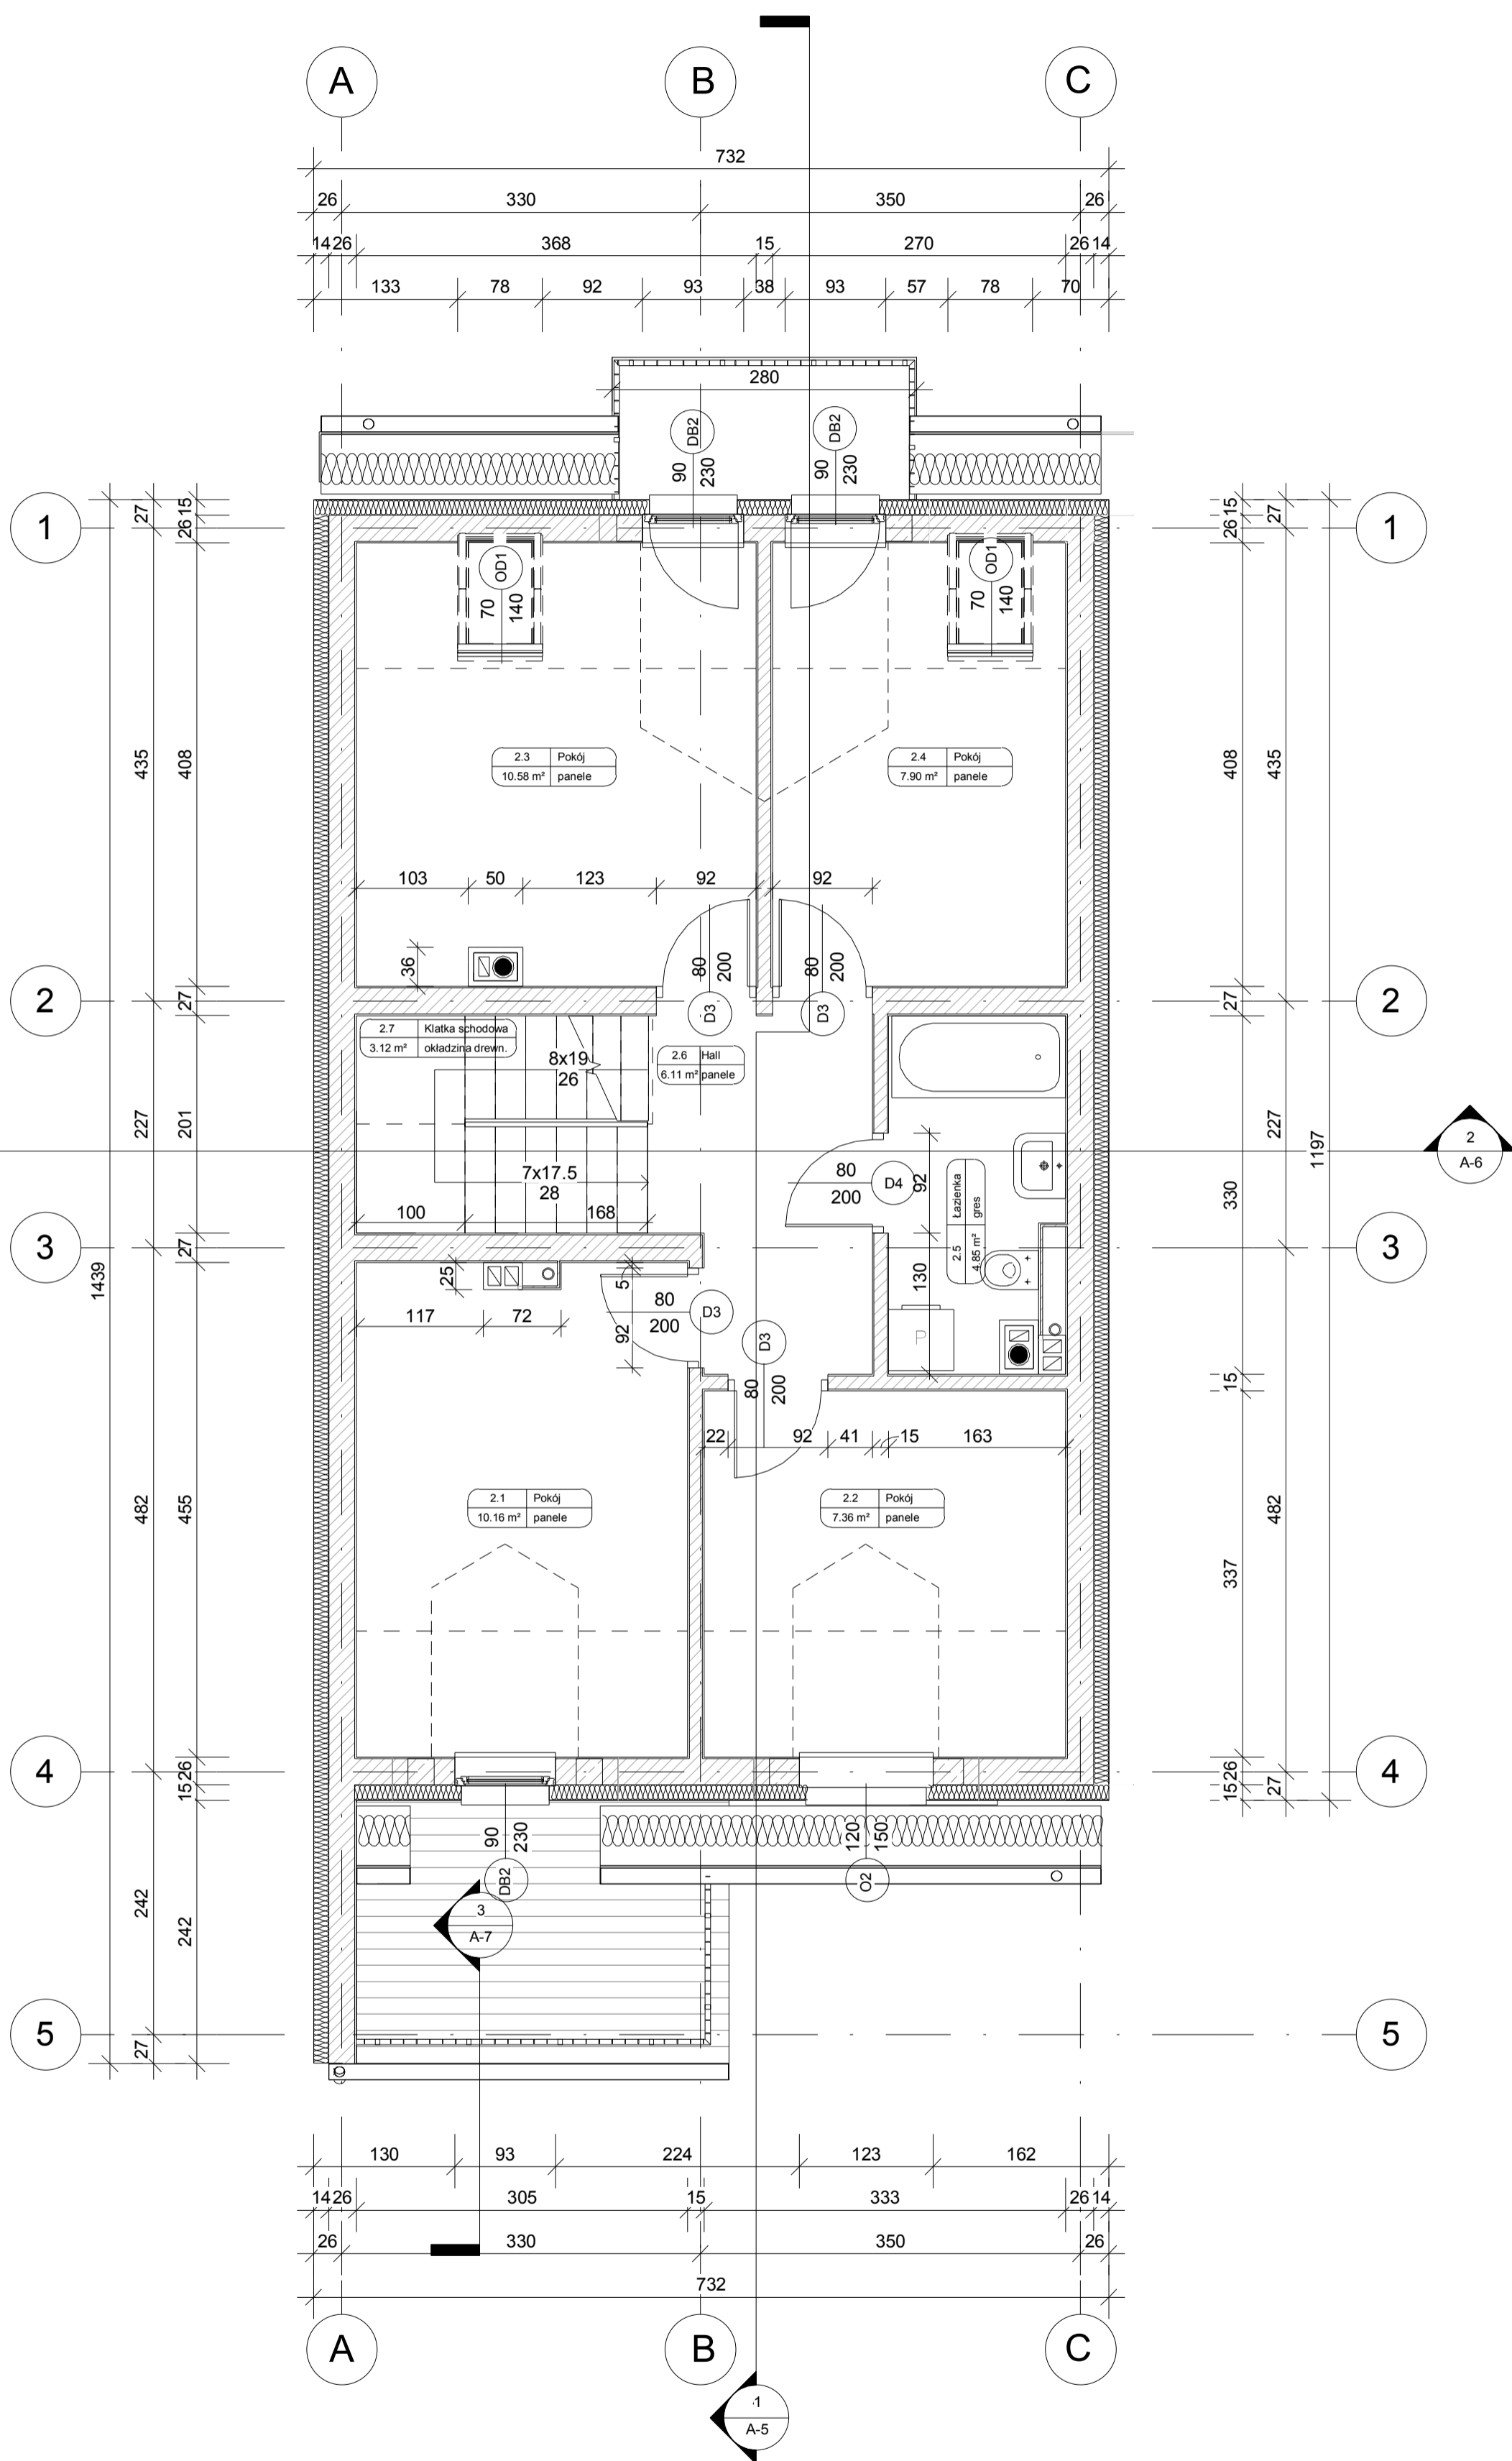 A B C
732
26 330 350 26
14 26 368 15 270 26 14
133 78 92 93 38 93 57 78 70
280
DB2 90 230
DB2 90 230
1 1
27 15 26
15 26 27
OD1 70 140
OD1 70 140
435 408
408 435
2.3 Pokój
10.58 m² panele
2.4 Pokój
7.90 m² panele
103 50 123 92 92
36
80 200
80 200
2 2
27
27
D3 D3
2.7 Klatka schodowa
3.12 m² okładzina drewn.
8x19
26
2.6 Hall
6.11 m² panele
227 201
227
1197
2
A-6
7x17.5
28
80
200
D4
92
2.5 Łazienka
4.85 m² gres
330
100 168
3 3
27
1439
25
5
130
80
200
D3
117 72
92
D3
80 200
P
15
22 92 41 15 163
482 455
482
337
2.1 Pokój
10.16 m² panele
2.2 Pokój
7.36 m² panele
4 4
26 15
26 15 27
90 230
DB2
120 150
O2
242 242
3
A-7
5 5
27
130 93 224 123 162
14 26 305 15 333 26 14
26 330 350 26
732
A B C
1
A-5